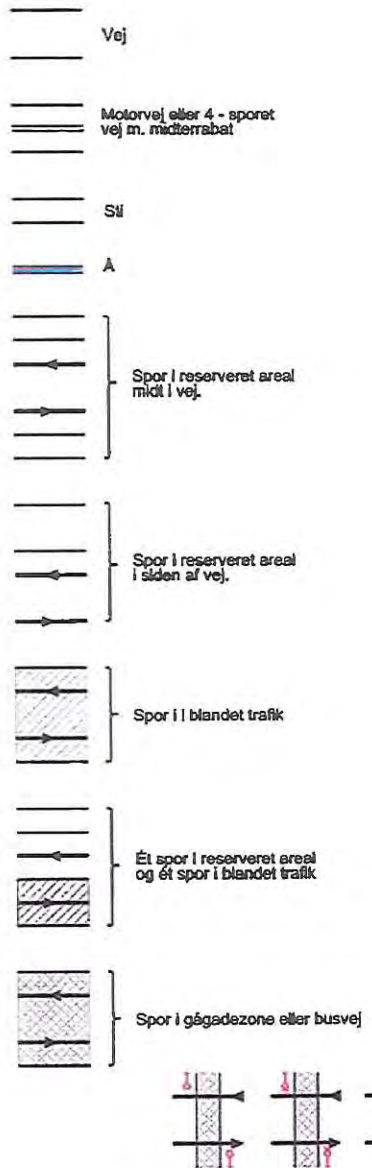 Vej
Motorvej eller 4 - sporet
vej m. midterrabat
Sti
Å
Spor i reserveret areal
midt i vej.
Spor i reserveret areal
i siden af vej.
Spor i i blandet trafik
Ét spor i reserveret areal
og ét spor i blandet trafik
Spor i gågadezone eller busvej